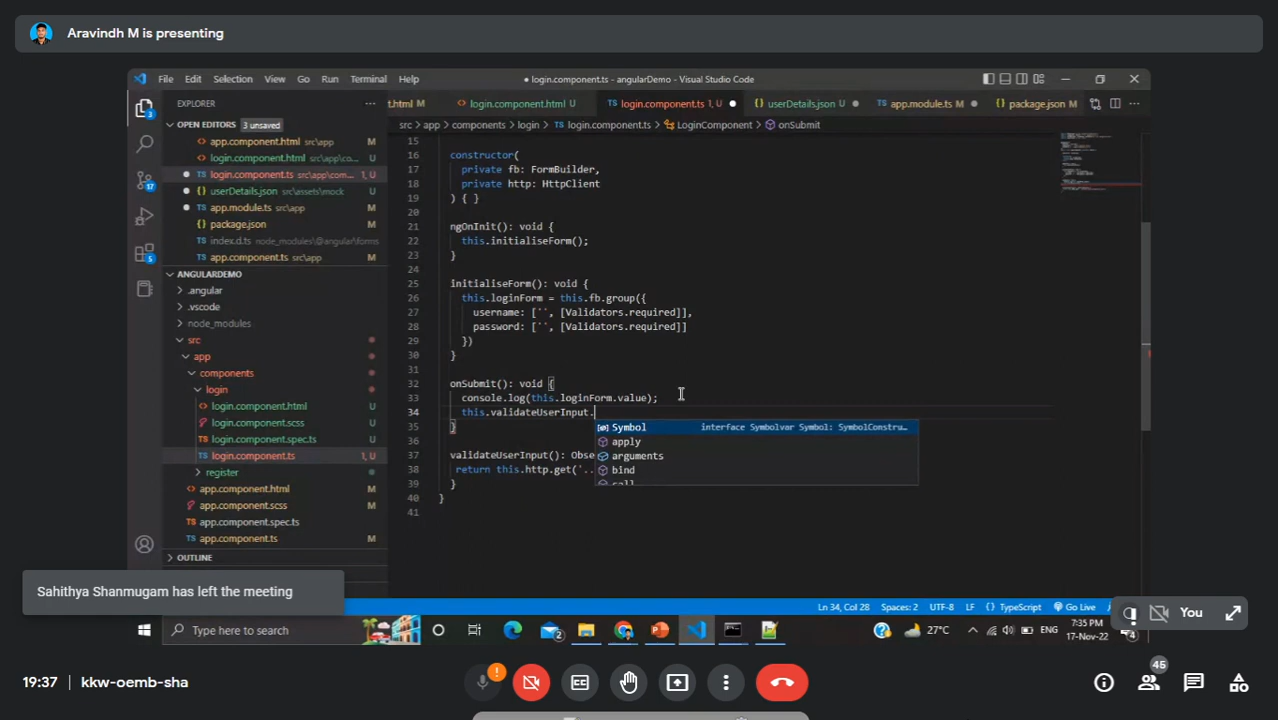 Aravindh M is presenting
File Edit Selection View Go Run Terminal Help
● login.component.ts - angularDemo - Visual Studio Code
EXPLORER
t.html M
login.component.html U
login.component.ts 1, U
userDetails.json
app.module.ts M
package.json M
OPEN EDITORS 3 unsaved
src > app > components > login > login.component.ts > LoginComponent > onSubmit
app.component.html src\app M
login.component.html src\app\co... U
login.component.ts src\app\com... 1, U
userDetails.json src\assets\mock U
app.module.ts src\app M
package.json M
index.d.ts node_modules\@angular\forms
app.component.ts src\app M
ANGULARDEMO
.angular
.vscode
node_modules
src
app
components
login
login.component.html U
login.component.scss U
login.component.spec.ts U
login.component.ts 1, U
register
app.component.html M
app.component.scss M
app.component.spec.ts
app.component.ts M
OUTLINE
3
17
5
15
16 constructor(
17 private fb: FormBuilder,
18 private http: HttpClient
19 ) { }
20
21 ngOnInit(): void {
22 this.initialiseForm();
23 }
24
25 initialiseForm(): void {
26 this.loginForm = this.fb.group({
27 username: ['', [Validators.required]],
28 password: ['', [Validators.required]]
29 })
30 }
31
32 onSubmit(): void {
33 console.log(this.loginForm.value);
34 this.validateUserInput.
35 }
36
37 validateUserInput(): Obse
38 return this.http.get('..
39 }
40 }
41
Symbol interface Symbolvar Symbol: SymbolConstru...
apply
arguments
bind
call
Sahithya Shanmugam has left the meeting
Ln 34, Col 28 Spaces: 2 UTF-8 LF {} TypeScript Go Live
You
Type here to search
2
27°C
ENG
7:35 PM
17-Nov-22
4
19:37 | kkw-oemb-sha
45